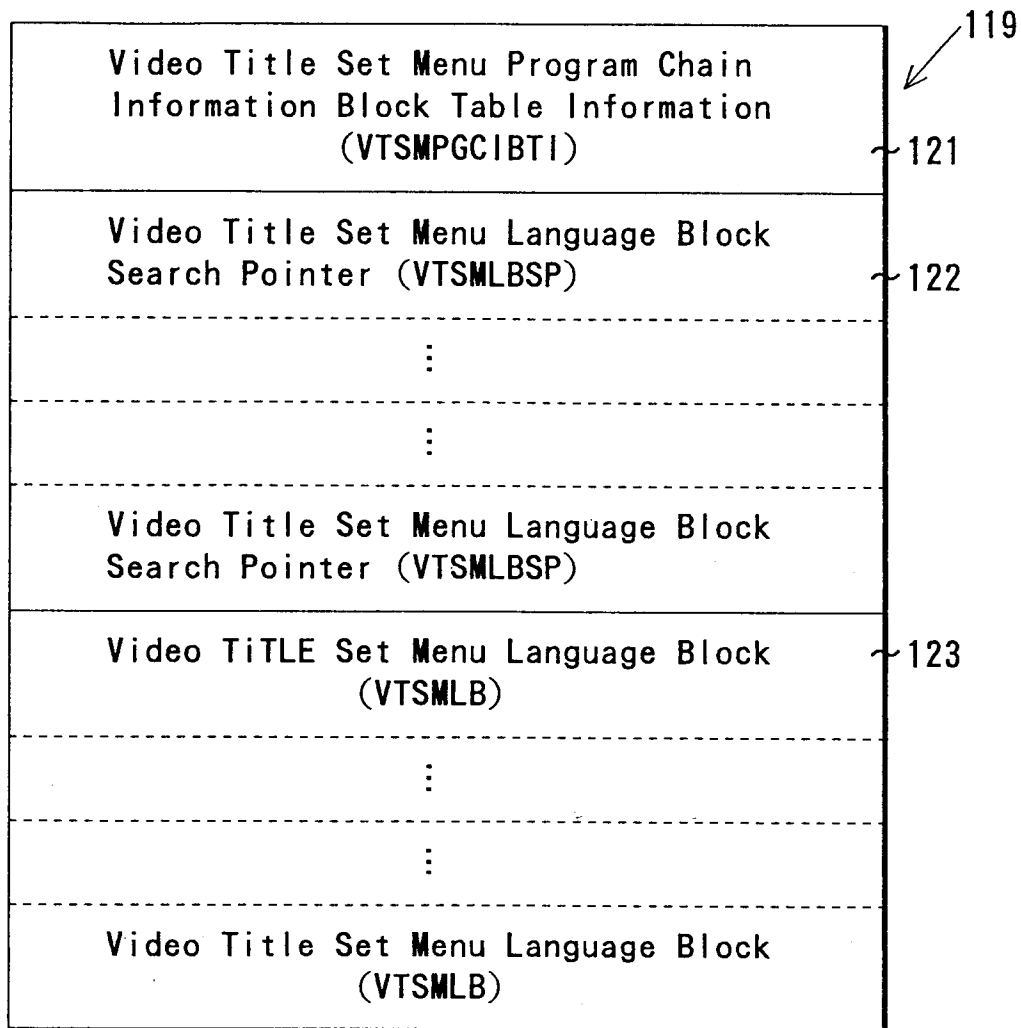 119
Video Title Set Menu Program Chain
Information Block Table Information
(VTSMPGCIBTI)
121
Video Title Set Menu Language Block
Search Pointer (VTSMLBSP)
122
⋮
⋮
Video Title Set Menu Language Block
Search Pointer (VTSMLBSP)
Video TiTLE Set Menu Language Block
123
(VTSMLB)
⋮
⋮
Video Title Set Menu Language Block
(VTSMLB)